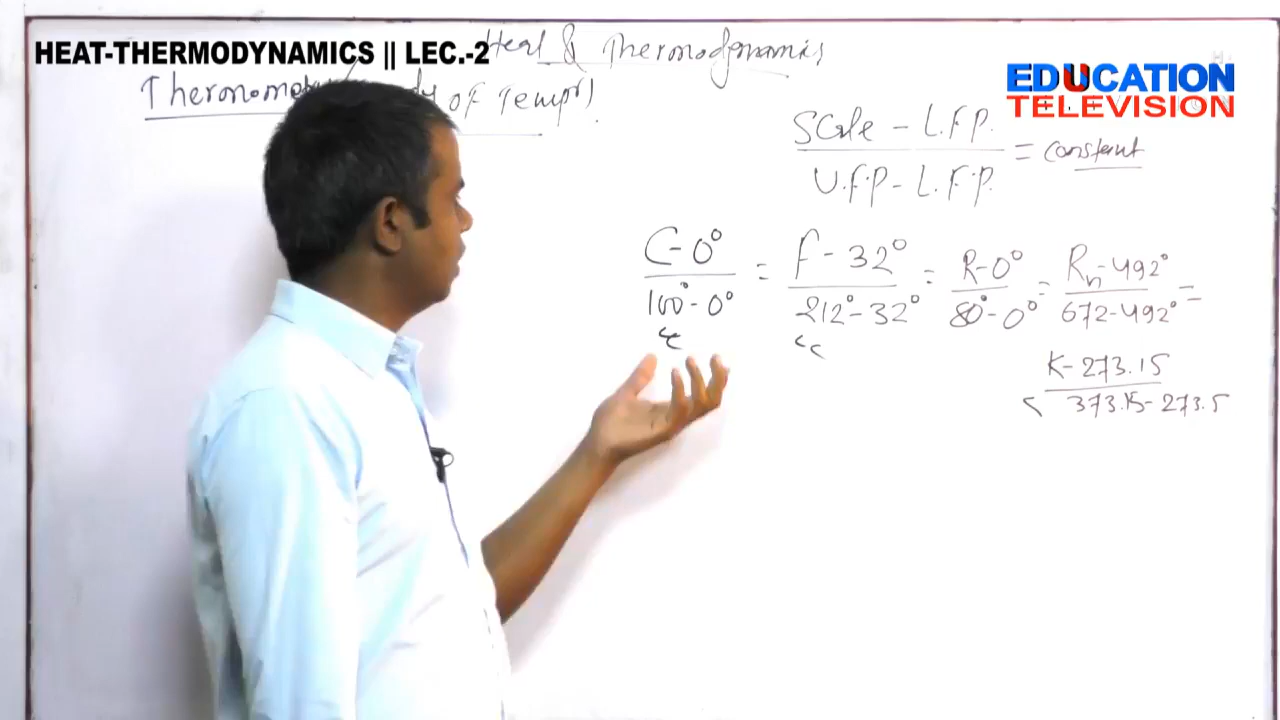 HEAT-THERMODYNAMICS || LEC.-2
Heat & Thermodynamics
of Temp.)
EDUCATION
TELEVISION
Scale - L.F.P.
U.F.P - L.F.P. = constant
C-0° = F-32° = R-0° = Rn-492° =
100°-0° 212°-32° 80°-0° 672-492°
K-273.15
373.15-273.5